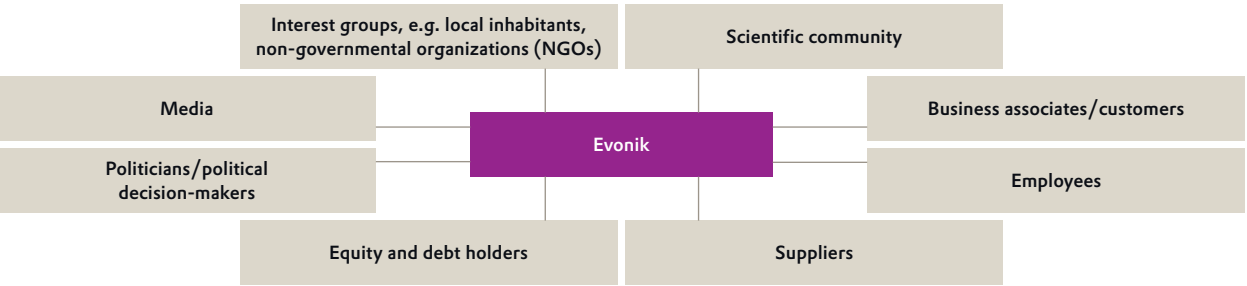 Interest groups, e.g. local inhabitants,
non-governmental organizations (NGOs)
Scientific community
Media
Business associates/customers
Evonik
Politicians/political
decision-makers
Employees
Equity and debt holders
Suppliers